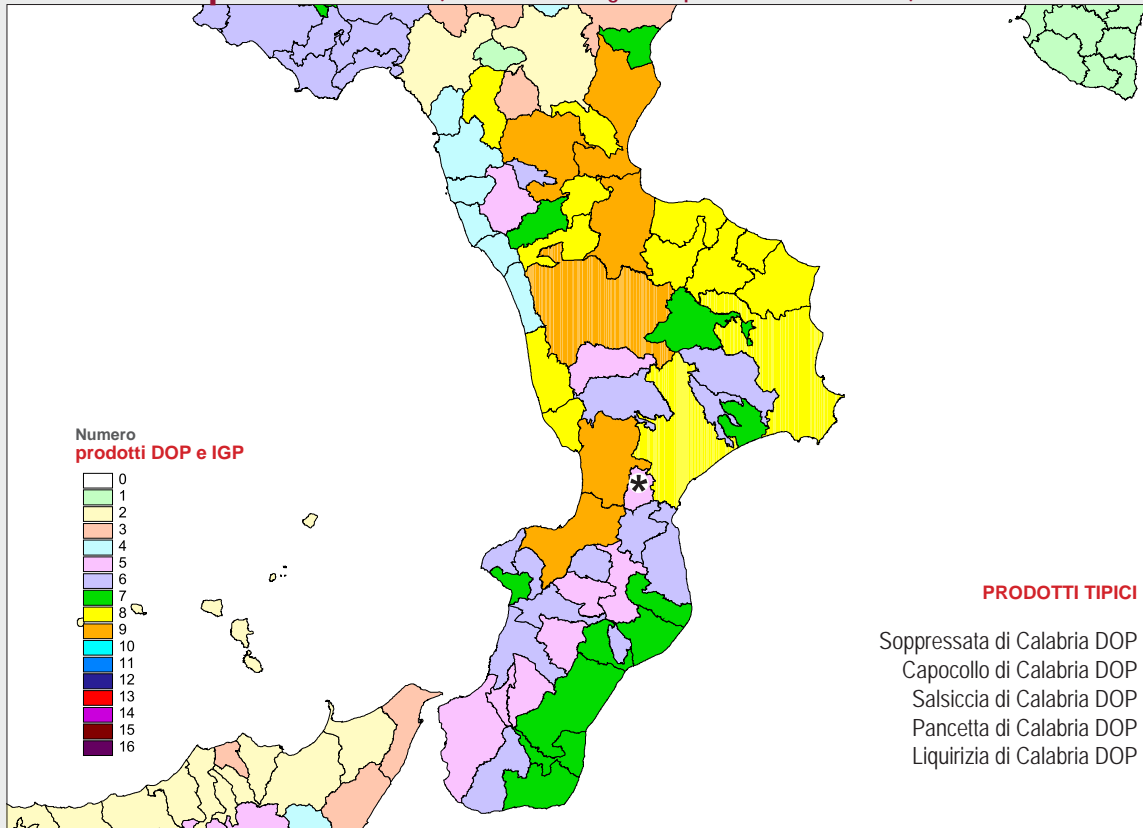 Numero
prodotti DOP e IGP
0
1
2
3
4
5
6
7
8
9
10
11
12
13
14
15
16
*
PRODOTTI TIPICI
Soppressata di Calabria DOP
Capocollo di Calabria DOP
Salsiccia di Calabria DOP
Pancetta di Calabria DOP
Liquirizia di Calabria DOP